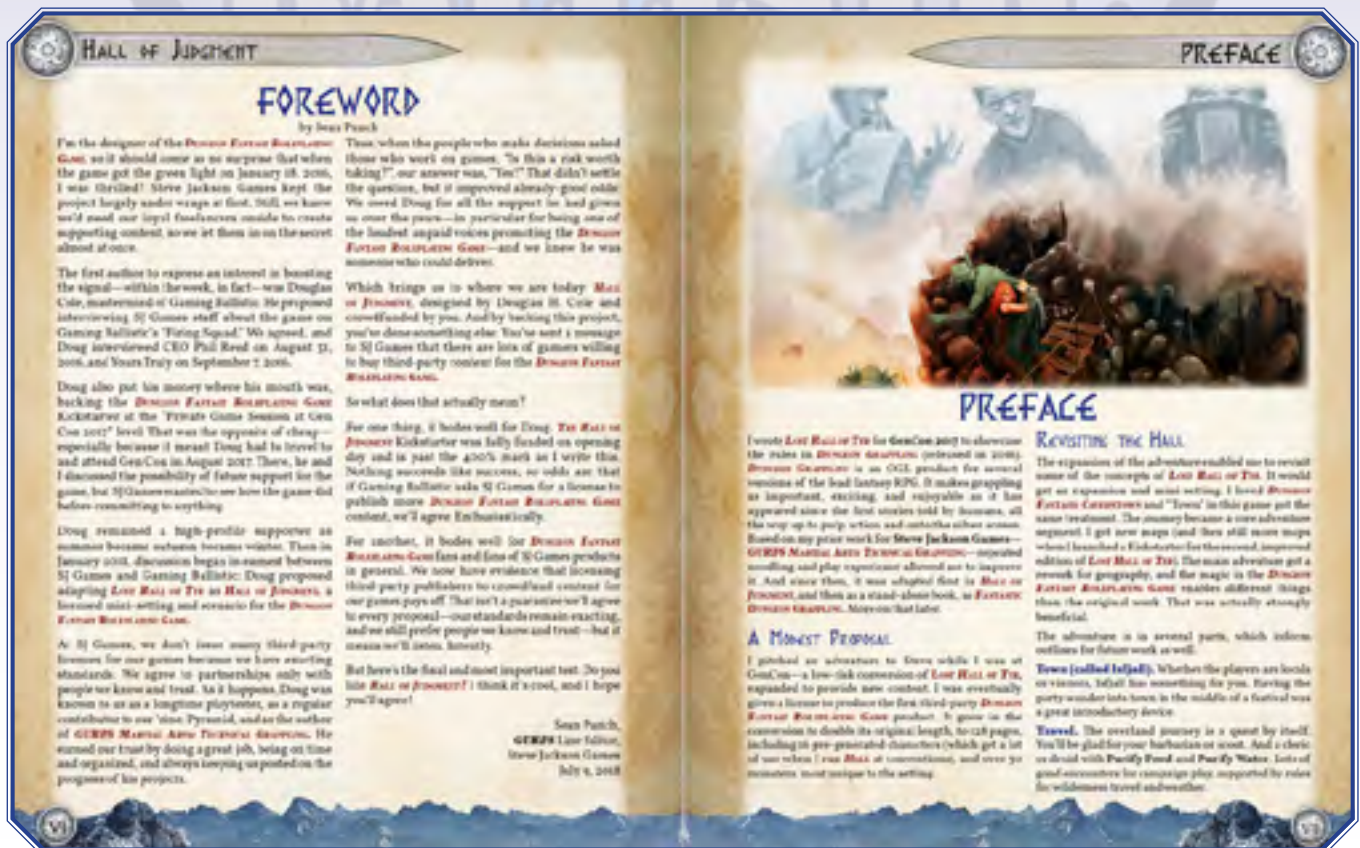 HALL OF JUDGMENT
FOREWORD
by Sean Punch
I'm the designer of the DUNGEON FANTASY ROLEPLAYING
GAME, so it should come as no surprise that when
the game got the green light on January 18, 2016,
I was thrilled! Steve Jackson Games kept the
project largely under wraps at first. Still, we knew
we'd need our loyal freelancers onside to create
supporting content, so we let them in on the secret
almost at once.
The first author to express an interest in boosting
the signal—within the week, in fact—was Douglas
Cole, mastermind of Gaming Ballistic. He proposed
interviewing SJ Games staff about the game on
Gaming Ballistic's "Firing Squad." We agreed, and
Doug interviewed CEO Phil Reed on August 31,
2016, and Yours Truly on September 7, 2016.
Doug also put his money where his mouth was,
backing the DUNGEON FANTASY ROLEPLAYING GAME
Kickstarter at the "Private Game Session at Gen
Con 2017" level. That was the opposite of cheap—
especially because it meant Doug had to travel to
and attend Gen Con in August 2017. There, he and
I discussed the possibility of future support for the
game, but SJ Games wanted to see how the game did
before committing to anything.
Doug remained a high-profile supporter as
summer became autumn became winter. Then in
January 2018, discussion began in earnest between
SJ Games and Gaming Ballistic: Doug proposed
adapting LOST HALL OF TYR as HALL OF JUDGMENT, a
licensed mini-setting and scenario for the DUNGEON
FANTASY ROLEPLAYING GAME.
At SJ Games, we don't issue many third-party
licenses for our games because we have exacting
standards. We agree to partnerships only with
people we know and trust. As it happens, Doug was
known to us as a longtime playtester, as a regular
contributor to our 'zine Pyramid, and as the author
of GURPS MARTIAL ARTS: TECHNICAL GRAPPLING. He
earned our trust by doing a great job, being on time
and organized, and always keeping us posted on the
progress of his projects.
Thus, when the people who make decisions asked
those who work on games, "Is this a risk worth
taking?", our answer was, "Yes!" That didn't settle
the question, but it improved already-good odds.
We owed Doug for all the support he had given
us over the years—in particular for being one of
the loudest unpaid voices promoting the DUNGEON
FANTASY ROLEPLAYING GAME—and we knew he was
someone who could deliver.
Which brings us to where we are today: HALL
OF JUDGMENT, designed by Douglas H. Cole and
crowdfunded by you. And by backing this project,
you've done something else: You've sent a message
to SJ Games that there are lots of gamers willing
to buy third-party content for the DUNGEON FANTASY
ROLEPLAYING GAME.
So what does that actually mean?
For one thing, it bodes well for Doug. THE HALL OF
JUDGMENT Kickstarter was fully funded on opening
day and is past the 400% mark as I write this.
Nothing succeeds like success, so odds are that
if Gaming Ballistic asks SJ Games for a license to
publish more DUNGEON FANTASY ROLEPLAYING GAME
content, we'll agree. Enthusiastically.
For another, it bodes well for DUNGEON FANTASY
ROLEPLAYING GAME fans and fans of SJ Games products
in general. We now have evidence that licensing
third-party publishers to crowdfund content for
our games pays off. That isn't a guarantee we'll agree
to every proposal—our standards remain exacting,
and we still prefer people we know and trust—but it
means we'll listen. Honestly.
But here's the final and most important test: Do you
like HALL OF JUDGMENT? I think it's cool, and I hope
you'll agree!
Sean Punch,
GURPS Line Editor,
Steve Jackson Games
July 9, 2018
VI
PREFACE
PREFACE
I wrote LOST HALL OF TYR for GenCon 2017 to showcase
the rules in DUNGEON GRAPPLING (released in 2016).
DUNGEON GRAPPLING is an OGL product for several
versions of the lead fantasy RPG. It makes grappling
as important, exciting, and enjoyable as it has
appeared since the first stories told by humans, all
the way up to pulp action and onto the silver screen.
Based on my prior work for Steve Jackson Games—
GURPS MARTIAL ARTS: TECHNICAL GRAPPLING—repeated
noodling and play experience allowed me to improve
it. And since then, it was adapted first in HALL OF
JUDGMENT, and then as a stand-alone book, as FANTASTIC
DUNGEON GRAPPLING. More on that later.
A MODEST PROPOSAL
I pitched an adventure to Steve while I was at
GenCon—a low-risk conversion of LOST HALL OF TYR,
expanded to provide new content. I was eventually
given a license to produce the first third-party DUNGEON
FANTASY ROLEPLAYING GAME product. It grew in the
conversion to double its original length, to 128 pages,
including 16 pre-generated characters (which get a lot
of use when I run HALL at conventions), and over 30
monsters, most unique to the setting.
REVISITING THE HALL
The expansion of the adventure enabled me to revisit
some of the concepts of LOST HALL OF TYR. It would
get an expansion and mini-setting. I loved DUNGEON
FANTASY CAVERNTOWN and "Town" in this game got the
same treatment. The journey became a core adventure
segment. I got new maps (and then still more maps
when I launched a Kickstarter for the second, improved
edition of LOST HALL OF TYR). The main adventure got a
rework for geography, and the magic in the DUNGEON
FANTASY ROLEPLAYING GAME enables different things
than the original work. That was actually strongly
beneficial.
The adventure is in several parts, which inform
outlines for future work as well.
Town (called Isfjall). Whether the players are locals
or visitors, Isfjall has something for you. Having the
party wander into town in the middle of a festival was
a great introductory device.
Travel. The overland journey is a quest by itself.
You'll be glad for your barbarian or scout. And a cleric
or druid with Purify Food and Purify Water. Lots of
good encounters for campaign play, supported by rules
for wilderness travel and weather.
VII